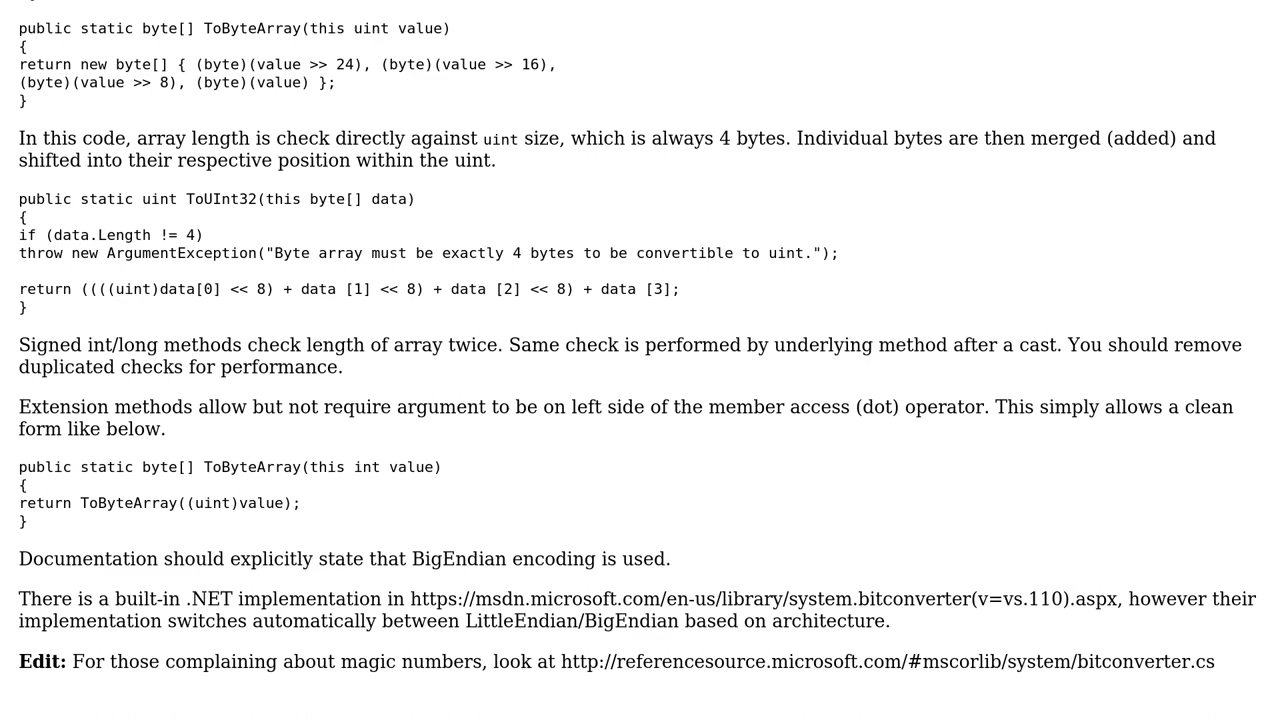 public static byte[] ToByteArray(this uint value)
{
return new byte[] { (byte)(value >> 24), (byte)(value >> 16),
(byte)(value >> 8), (byte)(value) };
}
In this code, array length is check directly against uint size, which is always 4 bytes. Individual bytes are then merged (added) and
shifted into their respective position within the uint.
public static uint ToUInt32(this byte[] data)
{
if (data.Length != 4)
throw new ArgumentException("Byte array must be exactly 4 bytes to be convertible to uint.");
return ((((uint)data[0] << 8) + data [1] << 8) + data [2] << 8) + data [3];
}
Signed int/long methods check length of array twice. Same check is performed by underlying method after a cast. You should remove
duplicated checks for performance.
Extension methods allow but not require argument to be on left side of the member access (dot) operator. This simply allows a clean
form like below.
public static byte[] ToByteArray(this int value)
{
return ToByteArray((uint)value);
}
Documentation should explicitly state that BigEndian encoding is used.
There is a built-in .NET implementation in https://msdn.microsoft.com/en-us/library/system.bitconverter(v=vs.110).aspx, however their
implementation switches automatically between LittleEndian/BigEndian based on architecture.
Edit: For those complaining about magic numbers, look at http://referencesource.microsoft.com/#mscorlib/system/bitconverter.cs